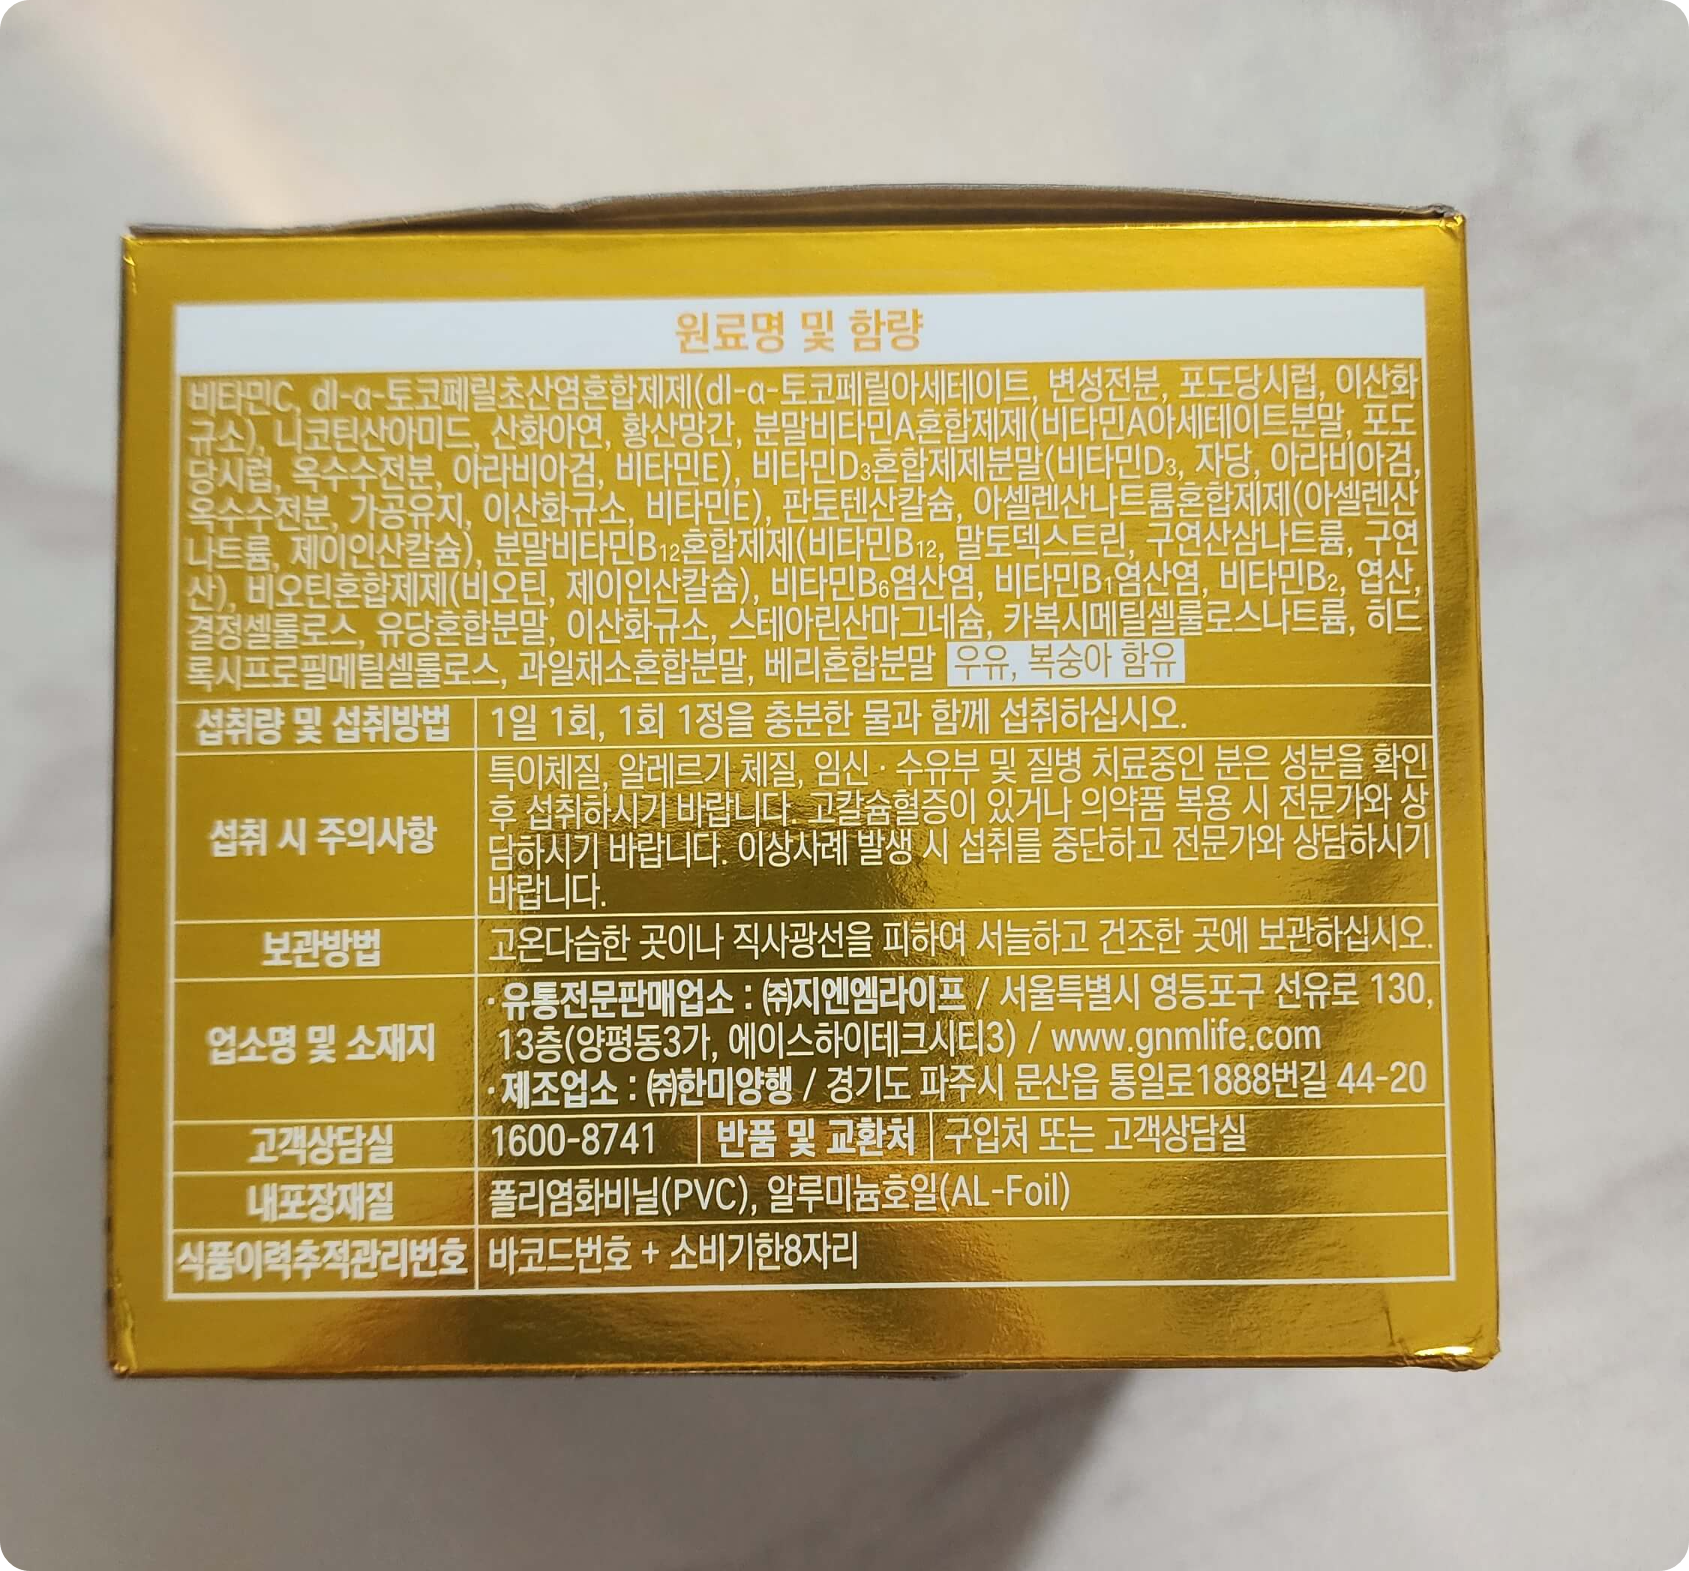 원료명 및 함량
비타민C, dl-α-토코페릴초산염혼합제제(dl-α-토코페릴아세테이트, 변성전분, 포도당시럽, 이산화
규소), 니코틴산아미드, 산화아연, 황산망간, 분말비타민A혼합제제(비타민A아세테이트분말, 포도
당시럽, 옥수수전분, 아라비아검, 비타민E), 비타민D₃혼합제제분말(비타민D₃, 자당, 아라비아검,
옥수수전분, 가공유지, 이산화규소, 비타민E), 판토텐산칼슘, 아셀렌산나트륨혼합제제(아셀렌산
나트륨, 제이인산칼슘), 분말비타민B₁₂혼합제제(비타민B₁₂, 말토덱스트린, 구연산삼나트륨, 구연
산), 비오틴혼합제제(비오틴, 제이인산칼슘), 비타민B₆염산염, 비타민B₁염산염, 비타민B₂, 엽산,
결정셀룰로스, 유당혼합분말, 이산화규소, 스테아린산마그네슘, 카복시메틸셀룰로스나트륨, 히드
록시프로필메틸셀룰로스, 과일채소혼합분말, 베리혼합분말 우유, 복숭아 함유
섭취량 및 섭취방법 1일 1회, 1회 1정을 충분한 물과 함께 섭취하십시오.
섭취 시 주의사항
특이체질, 알레르기 체질, 임신·수유부 및 질병 치료중인 분은 성분을 확인
후 섭취하시기 바랍니다. 고칼슘혈증이 있거나 의약품 복용 시 전문가와 상
담하시기 바랍니다. 이상사례 발생 시 섭취를 중단하고 전문가와 상담하시기
바랍니다.
보관방법 고온다습한 곳이나 직사광선을 피하여 서늘하고 건조한 곳에 보관하십시오.
업소명 및 소재지
·유통전문판매업소 : ㈜지엔엠라이프 / 서울특별시 영등포구 선유로 130,
13층(양평동3가, 에이스하이테크시티3) / www.gnmlife.com
·제조업소 : ㈜한미양행 / 경기도 파주시 문산읍 통일로1888번길 44-20
고객상담실 1600-8741 반품 및 교환처 구입처 또는 고객상담실
내포장재질 폴리염화비닐(PVC), 알루미늄호일(AL-Foil)
식품이력추적관리번호 바코드번호 + 소비기한8자리